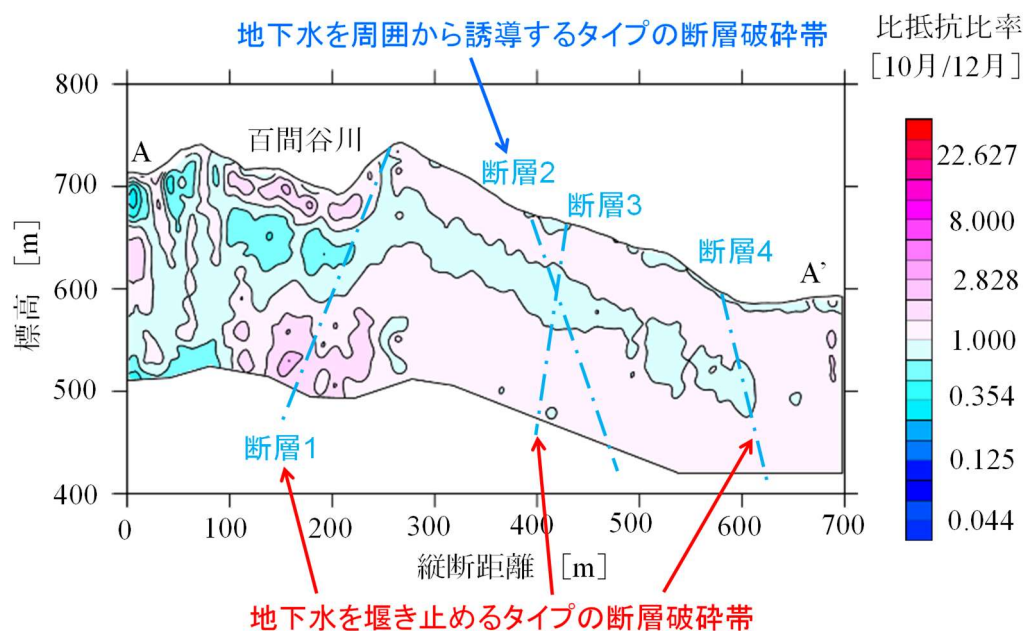 地下水を周囲から誘導するタイプの断層破砕帯
比抵抗比率
［10月/12月］
800
700
600
500
400
標高 ［m］
A
百間谷川
断層2
断層3
断層4
A’
断層1
0
100
200
300
400
500
600
700
縦断距離 ［m］
22.627
8.000
2.828
1.000
0.354
0.125
0.044
地下水を堰き止めるタイプの断層破砕帯